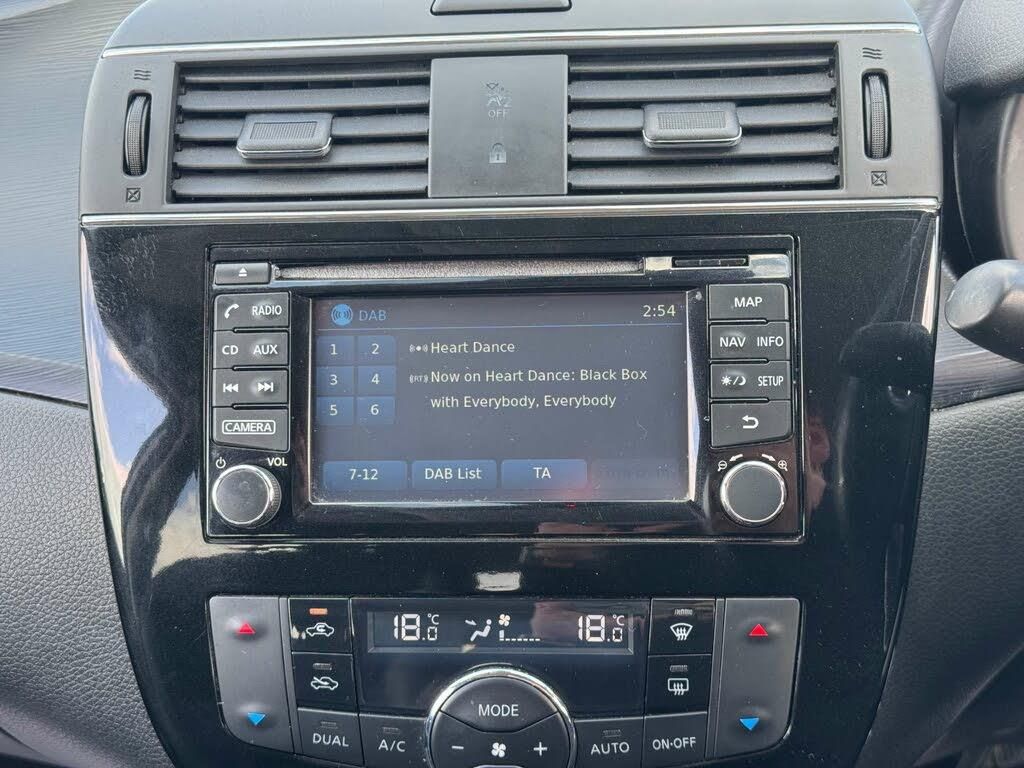 OFF
RADIO
DAB
2:54
MAP
CD AUX
1 2
Heart Dance
NAV INFO
3 4
(RT) Now on Heart Dance: Black Box
SETUP
with Everybody, Everybody
5 6
CAMERA
VOL
7-12
DAB List
TA
18.0°C
18.0°C
MODE
DUAL
A/C
AUTO
ON·OFF